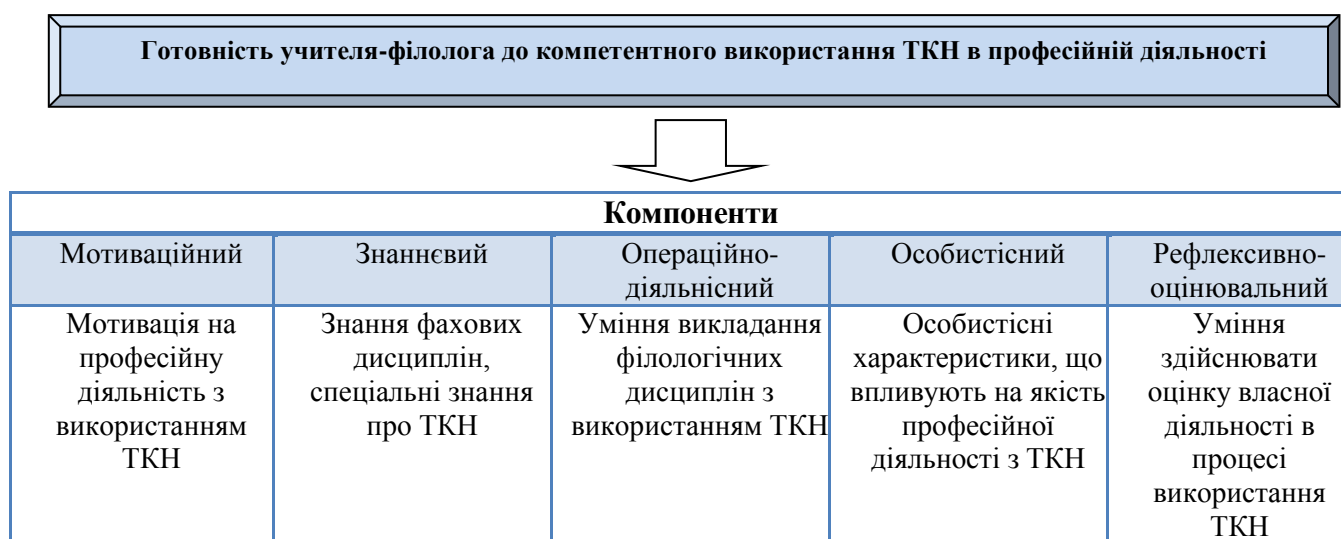 Готовність учителя-філолога до компетентного використання ТКН в професійній діяльності
Компоненти
Мотиваційний
Знаннєвий
Операційно-
діяльнісний
Особистісний
Рефлексивно-
оцінювальний
Мотивація на
професійну
діяльність з
використанням
ТКН
Знання фахових
дисциплін,
спеціальні знання
про ТКН
Уміння викладання
філологічних
дисциплін з
використанням ТКН
Особистісні
характеристики, що
впливують на якість
професійної
діяльності з ТКН
Уміння
здійснювати
оцінку власної
діяльності в
процесі
використання
ТКН